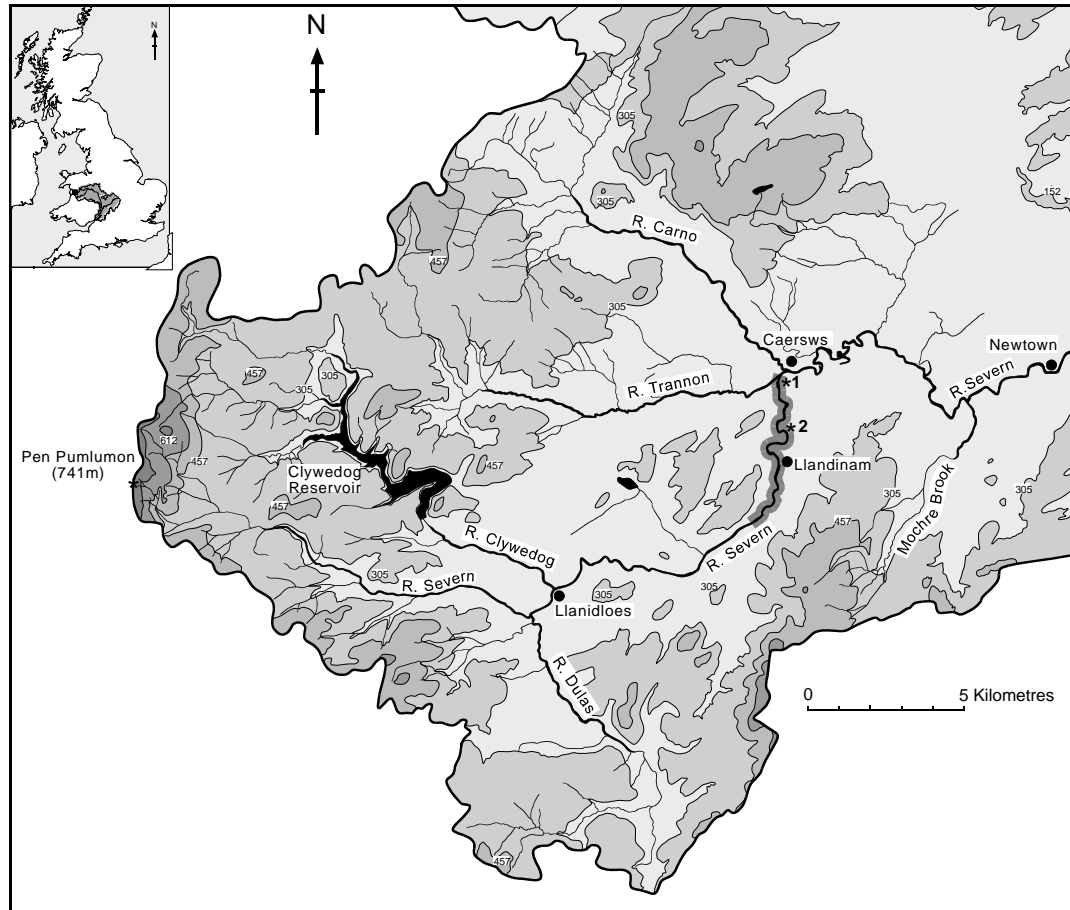 N
N
305
152
305
R. Carno
457
305
Caersws
Newtown
*1
R. Trannon
R.Severn
457
305
305
*2
612
Pen Pumlumon
(741m)
*
457
Clywedog
Reservoir
457
Llandinam
457
305
457
305
Mochre Brook
R. Clywedog
R. Severn
305
R. Severn
305
305
Llanidloes
R. Dulas
0
5 Kilometres
305
457